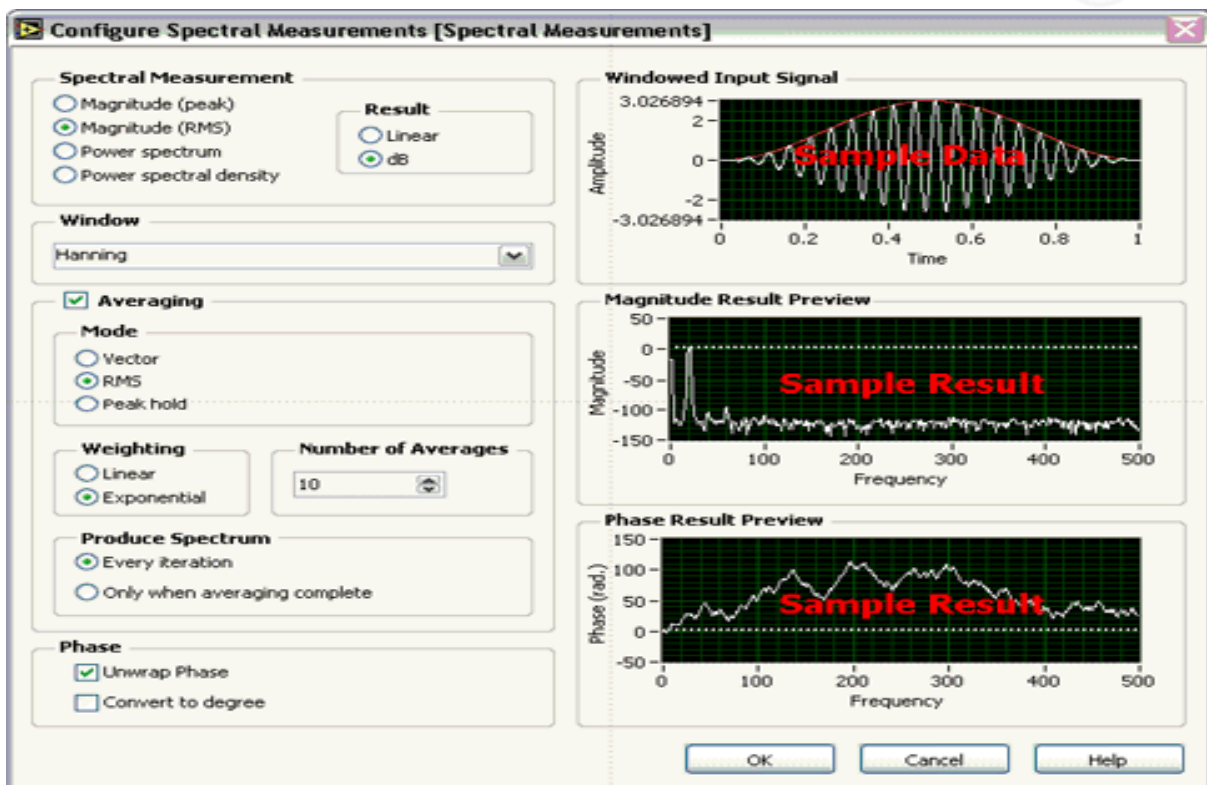 Configure Spectral Measurements [Spectral Measurements]
Spectral Measurement
Magnitude (peak)
Magnitude (RMS)
Power spectrum
Power spectral density
Result
Linear
dB
Window
Hanning
Averaging
Mode
Vector
RMS
Peak hold
Weighting
Linear
Exponential
Number of Averages
10
Produce Spectrum
Every iteration
Only when averaging complete
Phase
Unwrap Phase
Convert to degree
Windowed Input Signal
Amplitude
3.026894
2
0
-2
-3.026894
Sample Data
0 0.2 0.4 0.6 0.8 1
Time
Magnitude Result Preview
Magnitude
50
0
-50
-100
-150
Sample Result
0 100 200 300 400 500
Frequency
Phase Result Preview
Phase (rad.)
150
100
50
0
-50
Sample Result
0 100 200 300 400 500
Frequency
OK Cancel Help